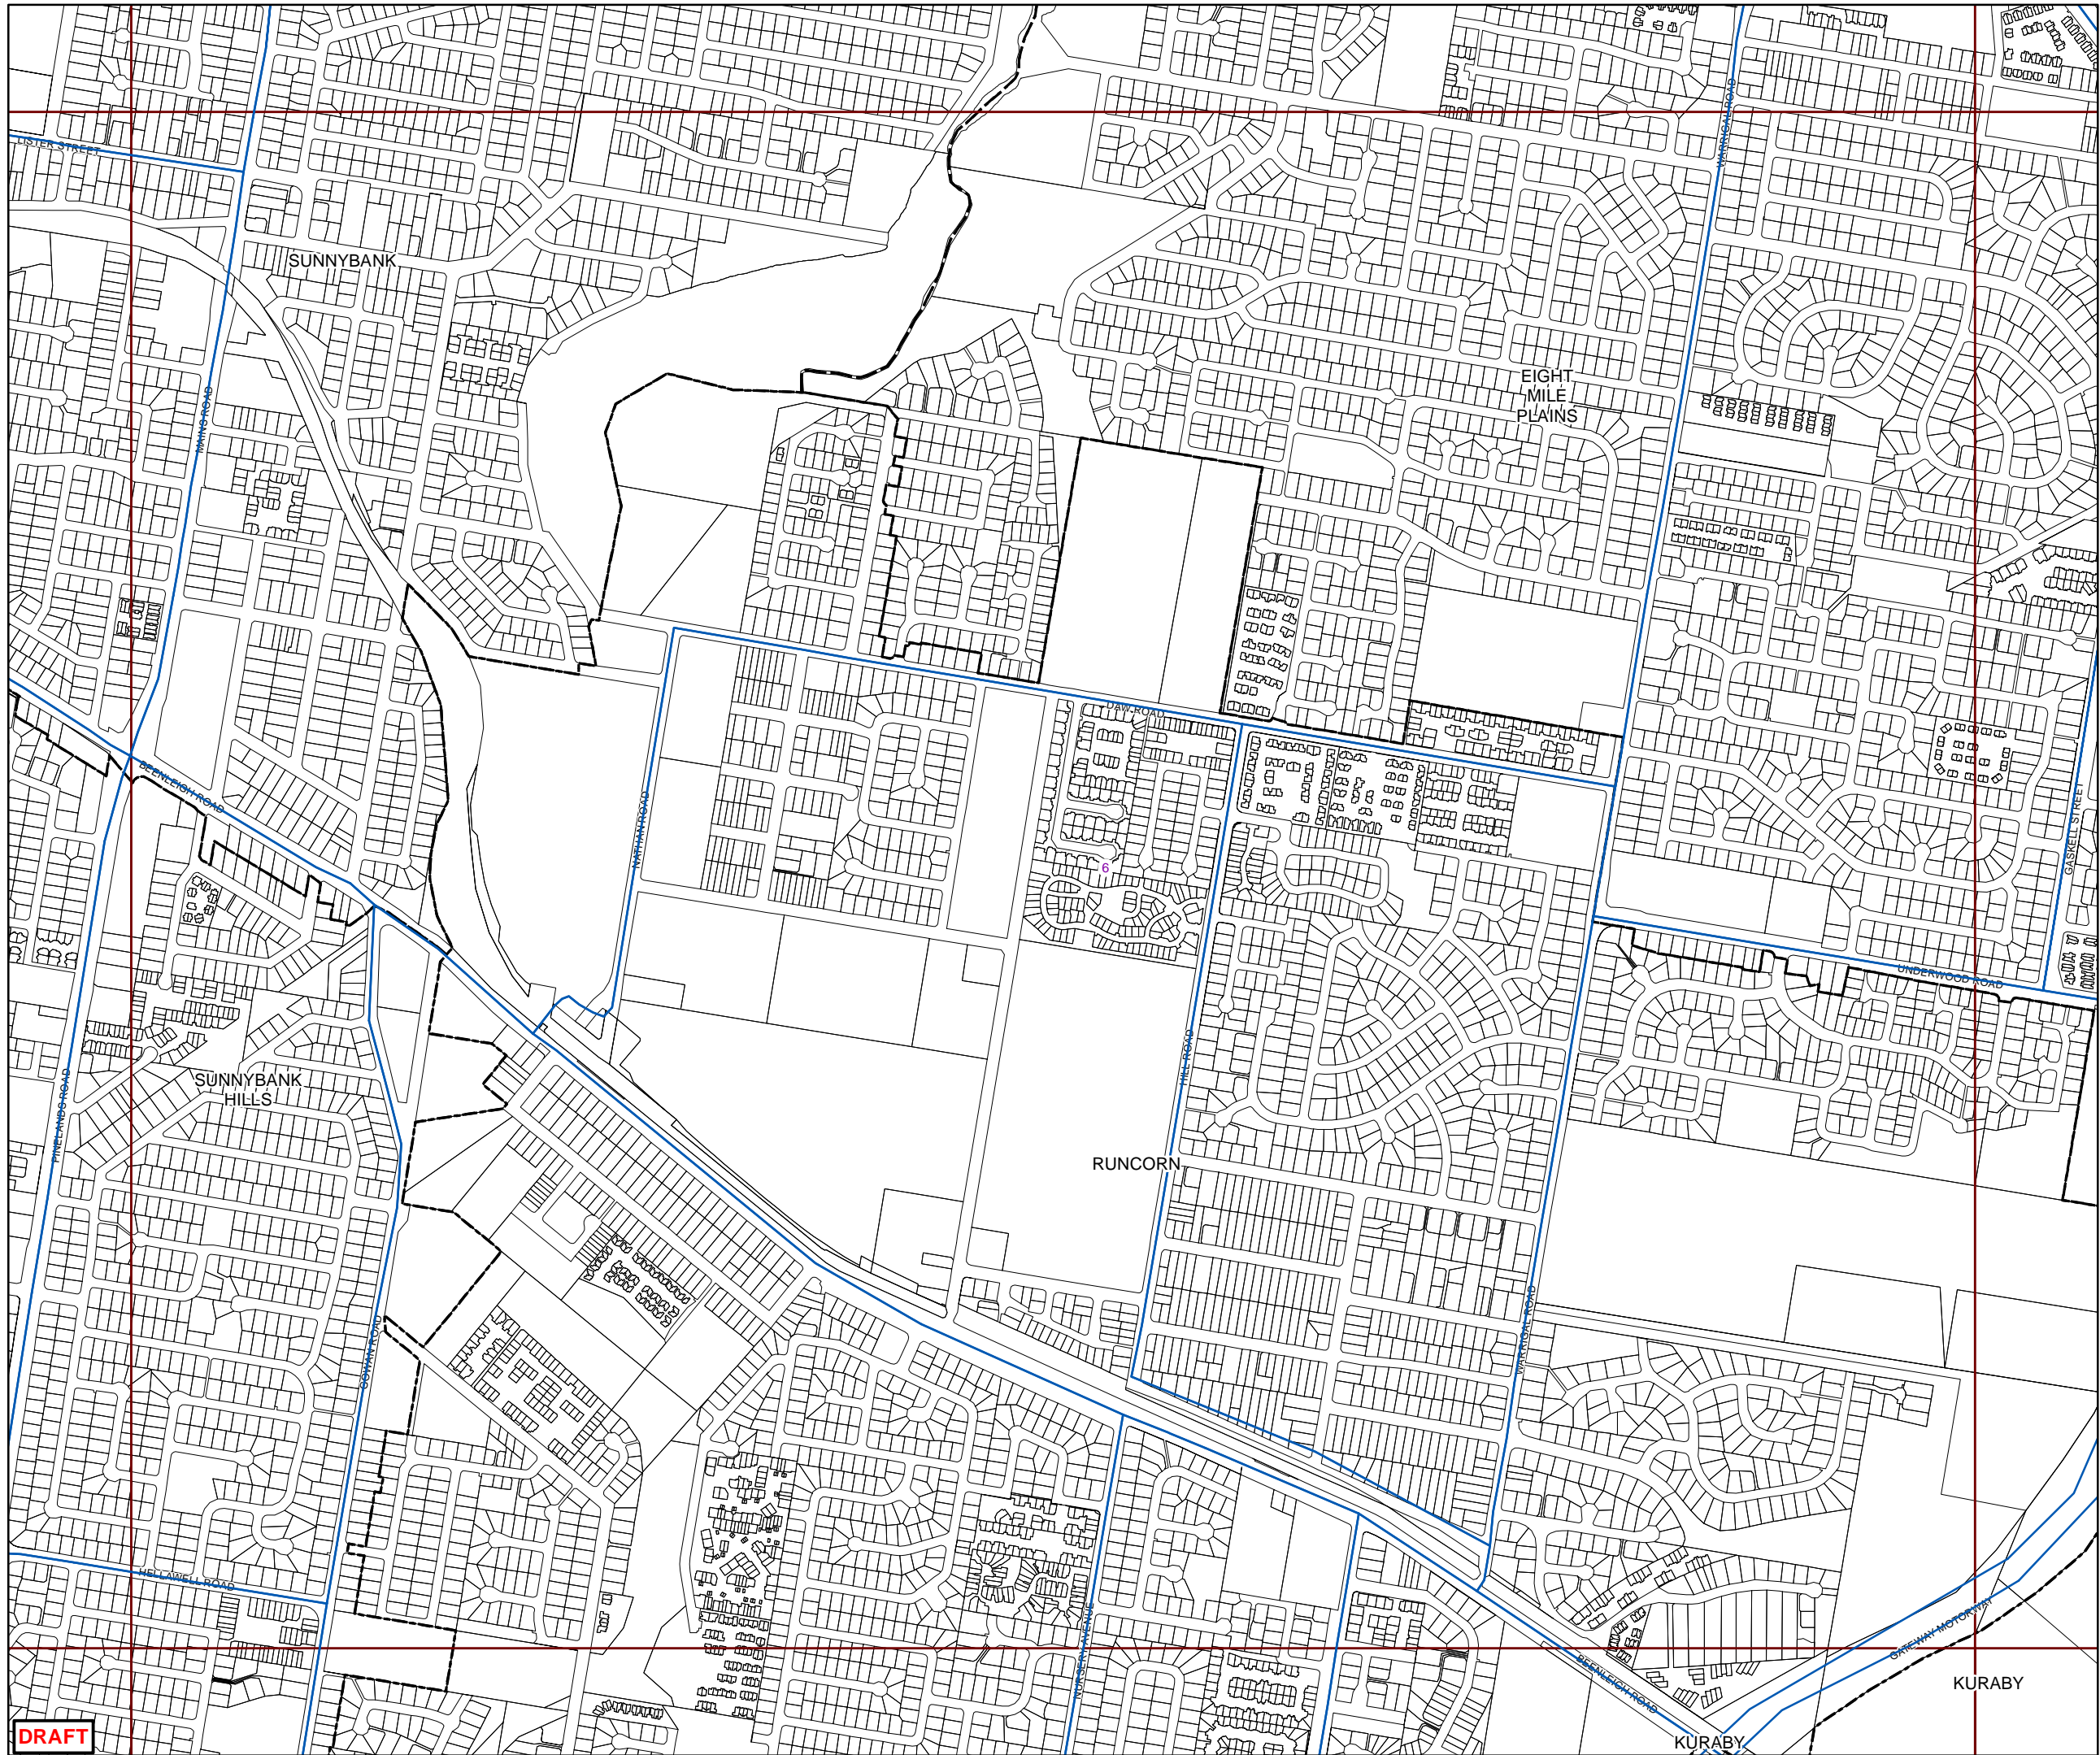 WARRIGAL ROAD
LISTER STREET
SUNNYBANK
EIGHT
MILE
PLAINS
MAINS ROAD
DAW ROAD
BEENLEIGH ROAD
NATHAN ROAD
GASKELL STREET
6
UNDERWOOD ROAD
HILL ROAD
SUNNYBANK
HILLS
PINELANDS ROAD
RUNCORN
GOWAN ROAD
WARRIGAL ROAD
HELLAWELL ROAD
NURSERY AVENUE
GATEWAY MOTORWAY
BEENLEIGH ROAD
KURABY
DRAFT
KURABY